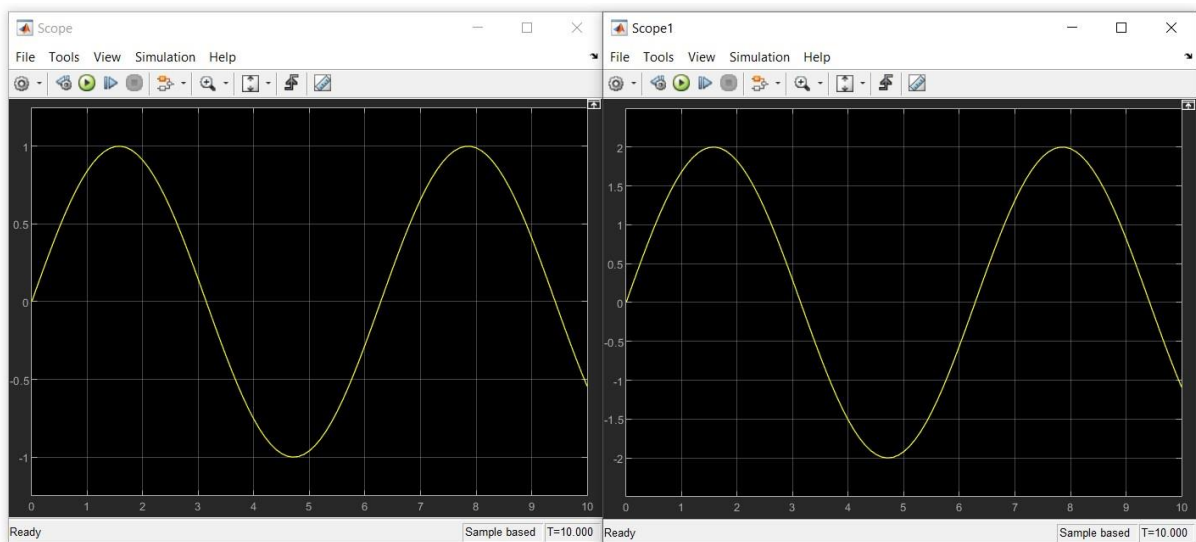 Scope
File Tools View Simulation Help
1
0.5
0
-0.5
-1
0 1 2 3 4 5 6 7 8 9 10
Ready Sample based T=10.000
Scope1
File Tools View Simulation Help
2
1.5
1
0.5
0
-0.5
-1
-1.5
-2
0 1 2 3 4 5 6 7 8 9 10
Ready Sample based T=10.000